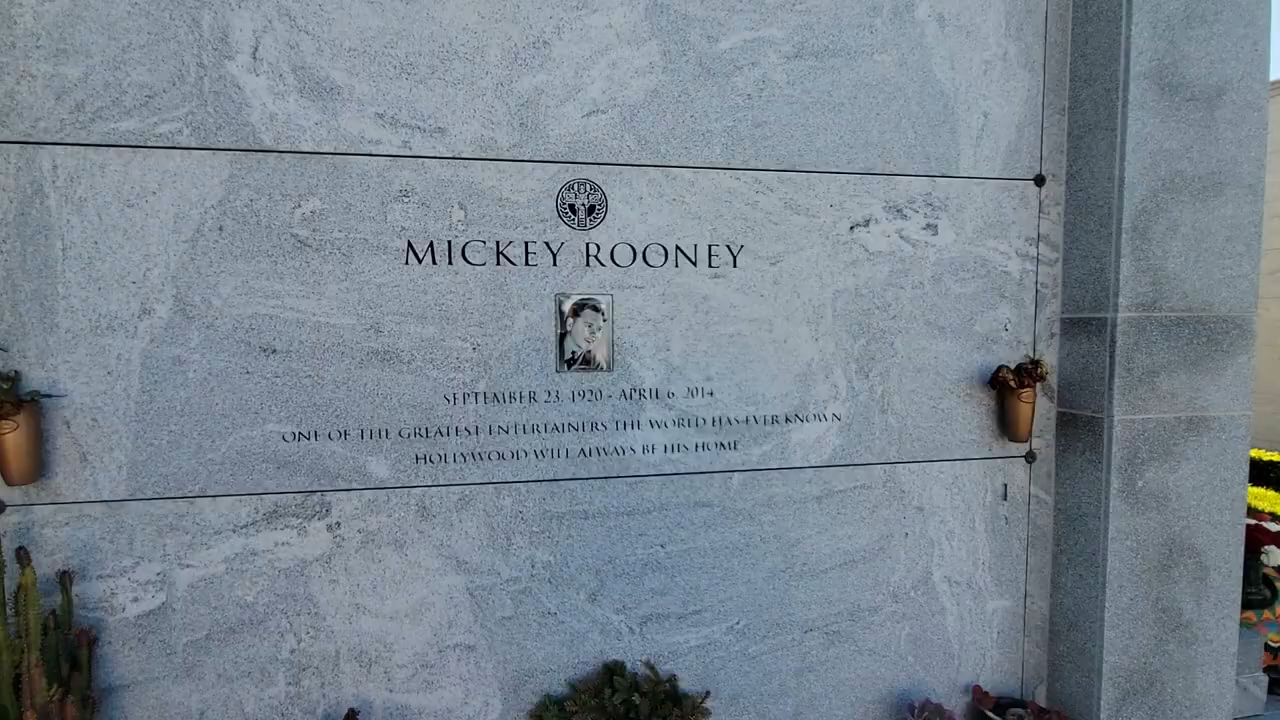 MICKEY ROONEY
SEPTEMBER 23, 1920 - APRIL 6, 2014
ONE OF THE GREATEST ENTERTAINERS THE WORLD HAS EVER KNOWN
HOLLYWOOD WILL ALWAYS BE HIS HOME